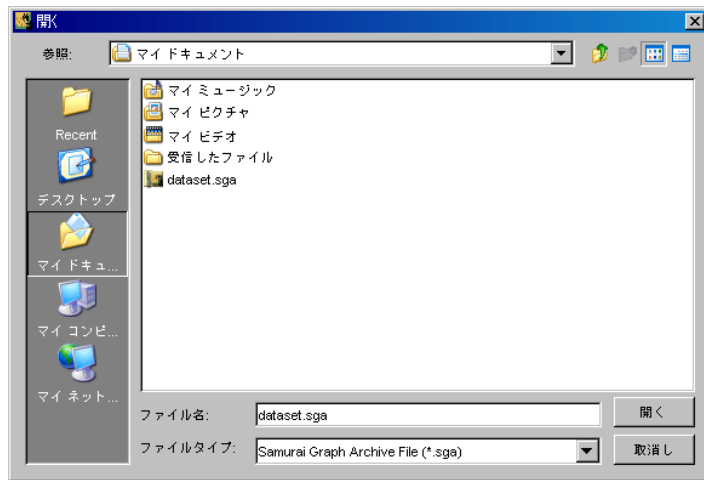 開く
参照: マイ ドキュメント
マイ ミュージック
マイ ピクチャ
マイ ビデオ
受信したファイル
dataset.sga
Recent
デスクトップ
マイ ドキュ...
マイ コンピ...
マイ ネット...
ファイル名: dataset.sga 開く
ファイルタイプ: Samurai Graph Archive File (*.sga) 取消し